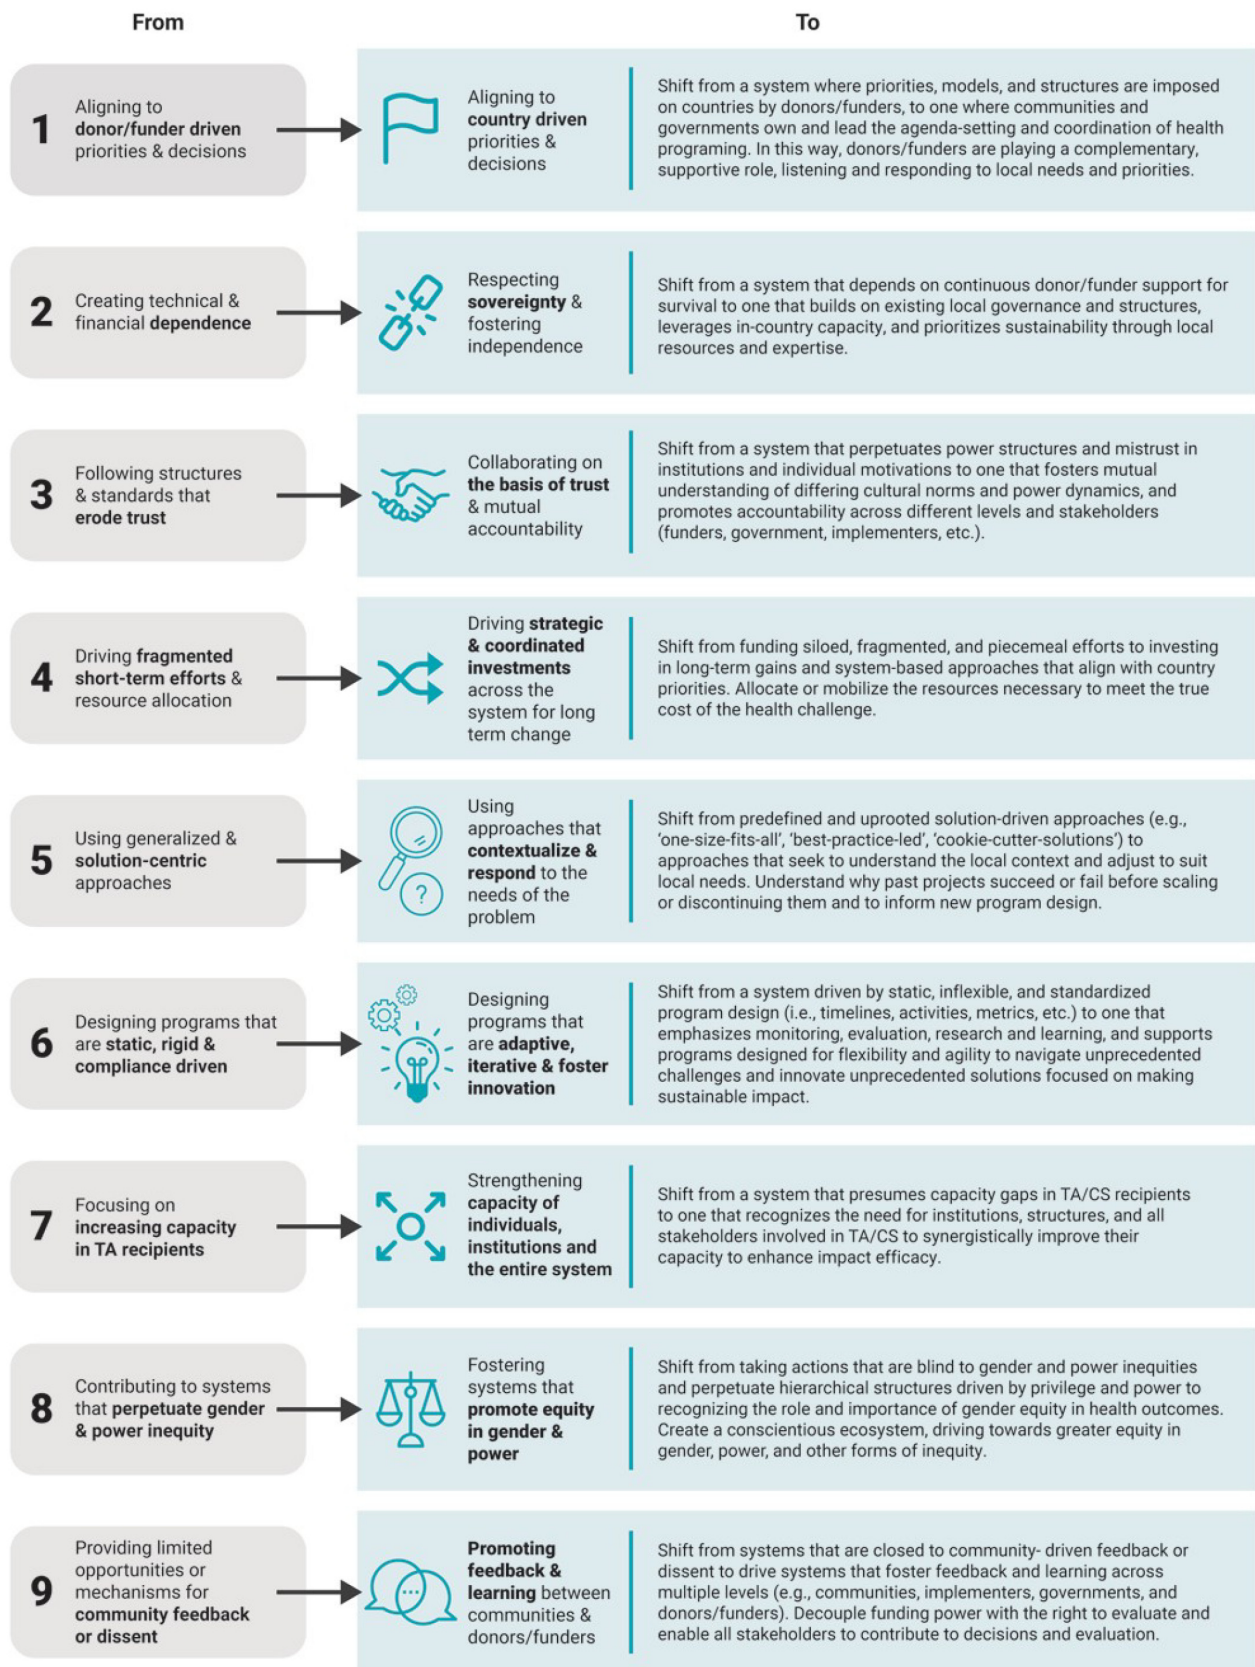 From
To
1
Aligning to
donor/funder driven
priorities & decisions
Aligning to
country driven
priorities &
decisions
Shift from a system where priorities, models, and structures are imposed
on countries by donors/funders, to one where communities and
governments own and lead the agenda-setting and coordination of health
programing. In this way, donors/funders are playing a complementary,
supportive role, listening and responding to local needs and priorities.
2
Creating technical &
financial dependence
Respecting
sovereignty &
fostering
independence
Shift from a system that depends on continuous donor/funder support for
survival to one that builds on existing local governance and structures,
leverages in-country capacity, and prioritizes sustainability through local
resources and expertise.
3
Following structures
& standards that
erode trust
Collaborating on
the basis of trust
& mutual
accountability
Shift from a system that perpetuates power structures and mistrust in
institutions and individual motivations to one that fosters mutual
understanding of differing cultural norms and power dynamics, and
promotes accountability across different levels and stakeholders
(funders, government, implementers, etc.).
4
Driving fragmented
short-term efforts &
resource allocation
Driving strategic
& coordinated
investments
across the
system for long
term change
Shift from funding siloed, fragmented, and piecemeal efforts to investing
in long-term gains and system-based approaches that align with country
priorities. Allocate or mobilize the resources necessary to meet the true
cost of the health challenge.
5
Using generalized &
solution-centric
approaches
?
Using
approaches that
contextualize &
respond to the
needs of the
problem
Shift from predefined and uprooted solution-driven approaches (e.g.,
‘one-size-fits-all’, ‘best-practice-led’, ‘cookie-cutter-solutions’) to
approaches that seek to understand the local context and adjust to suit
local needs. Understand why past projects succeed or fail before scaling
or discontinuing them and to inform new program design.
6
Designing programs that
are static, rigid &
compliance driven
Designing
programs that
are adaptive,
iterative & foster
innovation
Shift from a system driven by static, inflexible, and standardized
program design (i.e., timelines, activities, metrics, etc.) to one that
emphasizes monitoring, evaluation, research and learning, and supports
programs designed for flexibility and agility to navigate unprecedented
challenges and innovate unprecedented solutions focused on making
sustainable impact.
7
Focusing on
increasing capacity
in TA recipients
Strengthening
capacity of
individuals,
institutions and
the entire system
Shift from a system that presumes capacity gaps in TA/CS recipients
to one that recognizes the need for institutions, structures, and all
stakeholders involved in TA/CS to synergistically improve their
capacity to enhance impact efficacy.
8
Contributing to systems
that perpetuate gender
& power inequity
Fostering
systems that
promote equity
in gender &
power
Shift from taking actions that are blind to gender and power inequities
and perpetuate hierarchical structures driven by privilege and power to
recognizing the role and importance of gender equity in health outcomes.
Create a conscientious ecosystem, driving towards greater equity in
gender, power, and other forms of inequity.
9
Providing limited
opportunities or
mechanisms for
community feedback
or dissent
Promoting
feedback &
learning between
communities &
donors/funders
Shift from systems that are closed to community- driven feedback or
dissent to drive systems that foster feedback and learning across
multiple levels (e.g., communities, implementers, governments, and
donors/funders). Decouple funding power with the right to evaluate and
enable all stakeholders to contribute to decisions and evaluation.